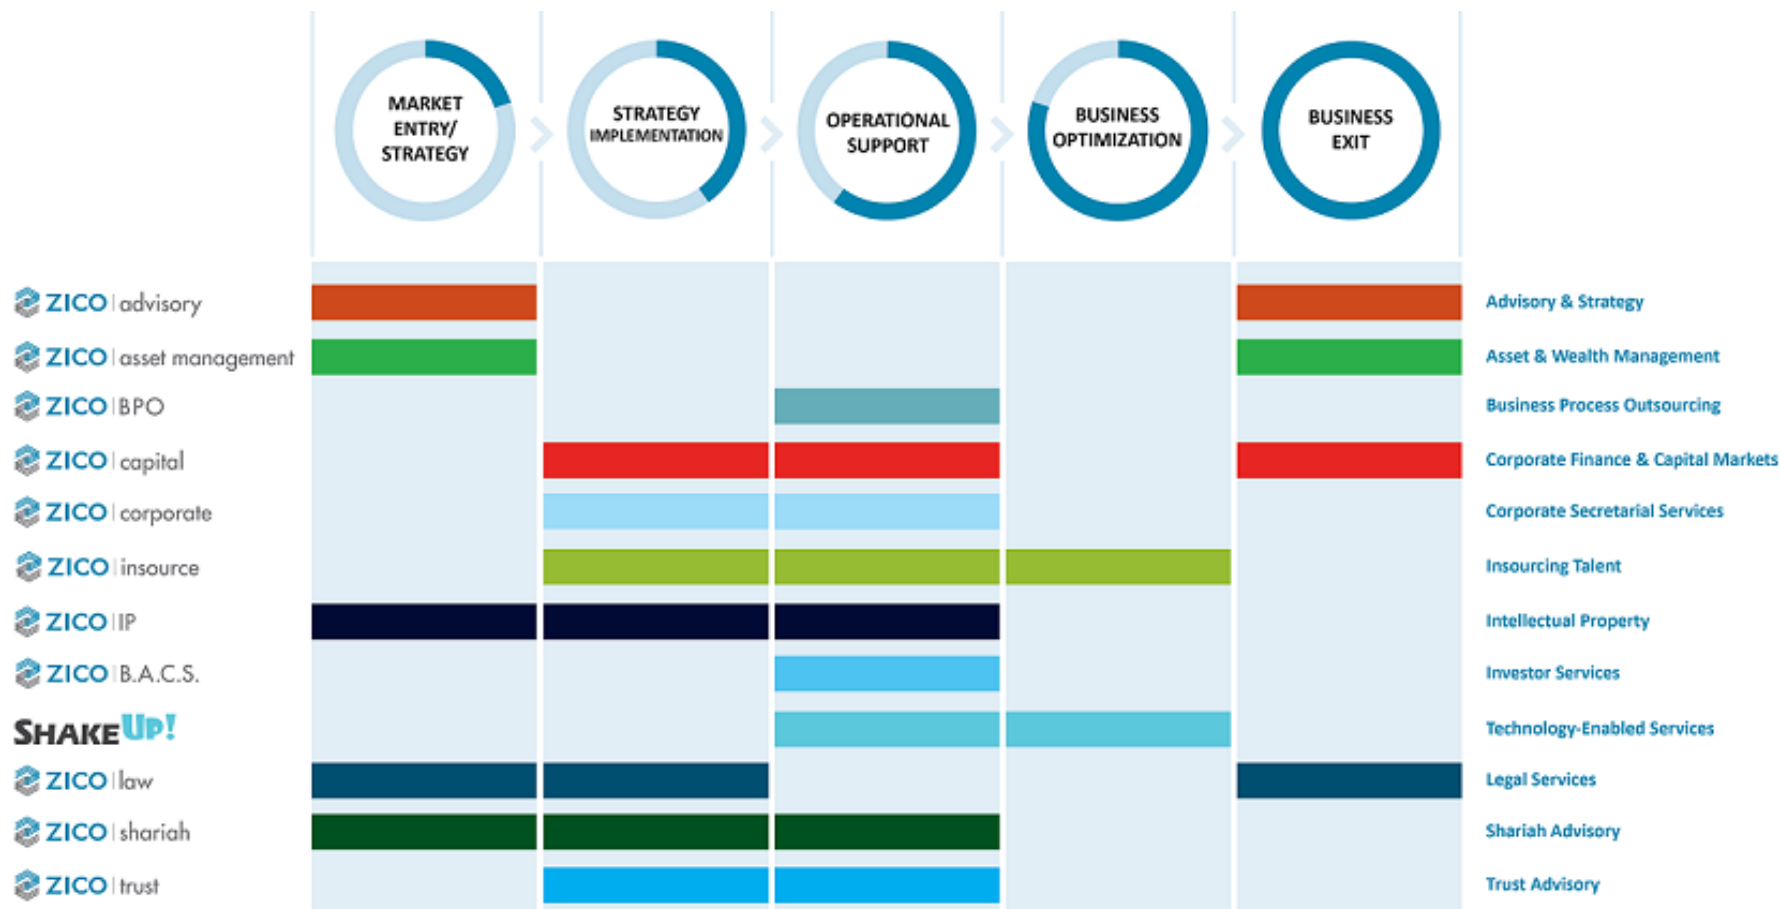 MARKET
ENTRY/
STRATEGY
STRATEGY
IMPLEMENTATION
OPERATIONAL
SUPPORT
BUSINESS
OPTIMIZATION
BUSINESS
EXIT
ZICO | advisory
Advisory & Strategy
ZICO | asset management
Asset & Wealth Management
ZICO | BPO
Business Process Outsourcing
ZICO | capital
Corporate Finance & Capital Markets
ZICO | corporate
Corporate Secretarial Services
ZICO | insource
Insourcing Talent
ZICO | IP
Intellectual Property
ZICO | B.A.C.S.
Investor Services
SHAKEUP!
Technology-Enabled Services
ZICO | law
Legal Services
ZICO | shariah
Shariah Advisory
ZICO | trust
Trust Advisory